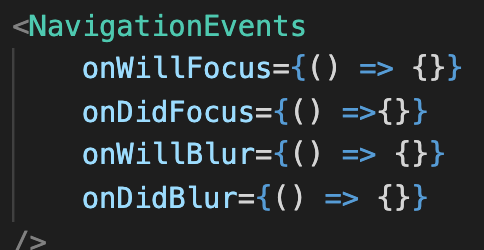 <NavigationEvents
onWillFocus={() => {}}
onDidFocus={() =>{}}
onWillBlur={() => {}}
onDidBlur={() => {}}
/>